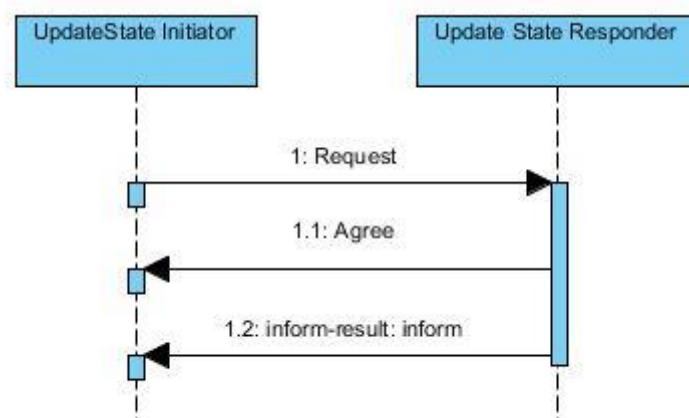 UpdateState Initiator
Update State Responder
1: Request
1.1: Agree
1.2: inform-result: inform